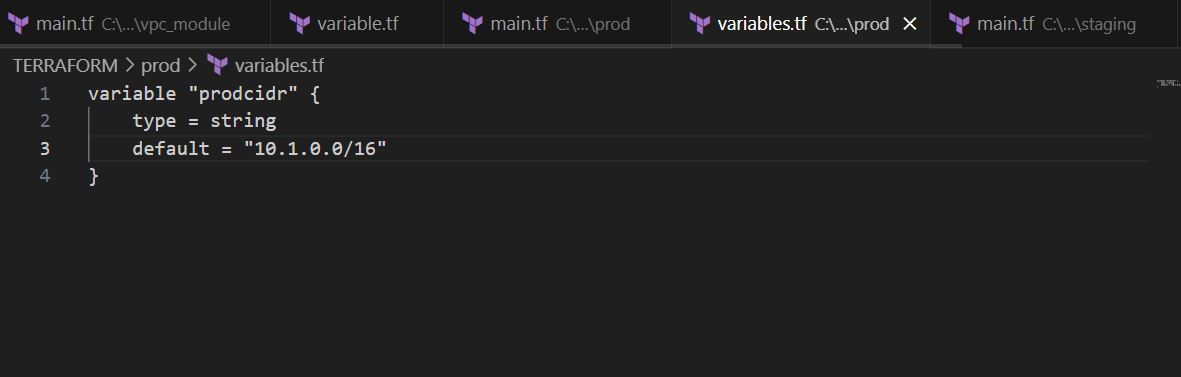 main.tf C:\...\vpc_module variable.tf main.tf C:\...\prod variables.tf C:\...\prod main.tf C:\...\staging
TERRAFORM > prod > variables.tf
1 variable "prodcidr" {
2     type = string
3     default = "10.1.0.0/16"
4 }